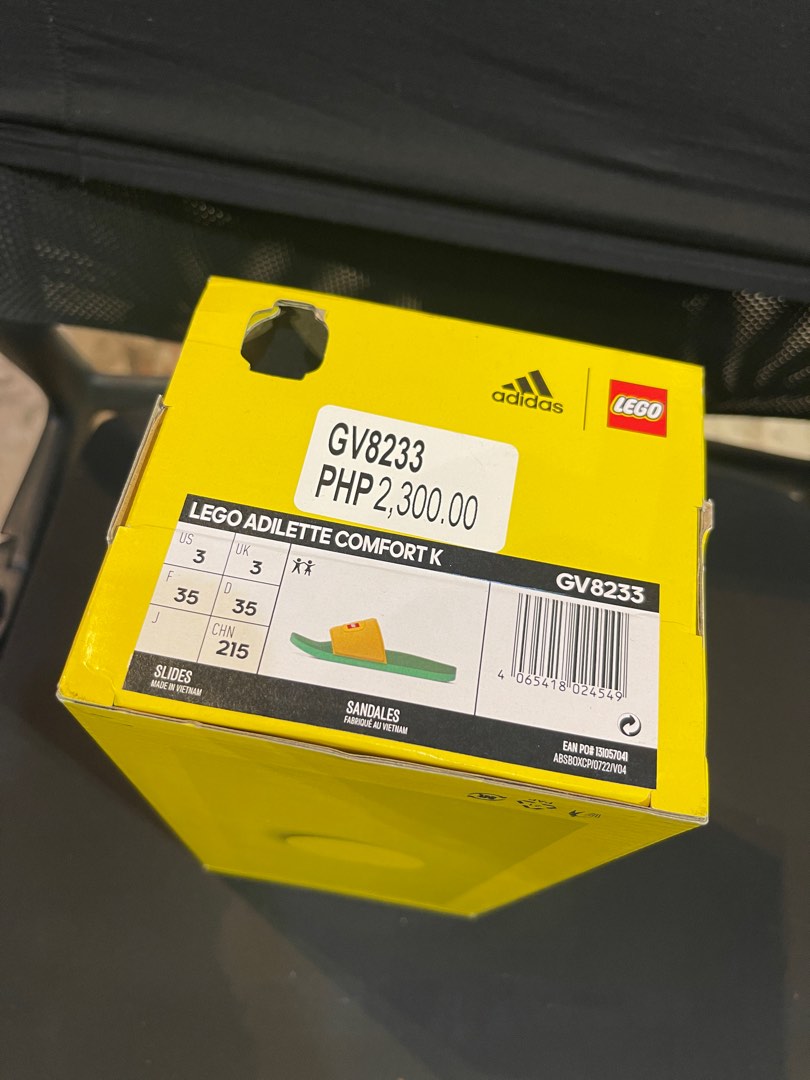 adidas
LEGO
GV8233
PHP 2,300.00
LEGO ADILETTE COMFORT K
GV8233
US
3
UK
3
F
35
D
35
J
CHN
215
4 065418 024549
SLIDES
MADE IN VIETNAM
SANDALES
FABRIQUÉ AU VIETNAM
EAN PO# 131057041
ABSBOXCP/0722/V04